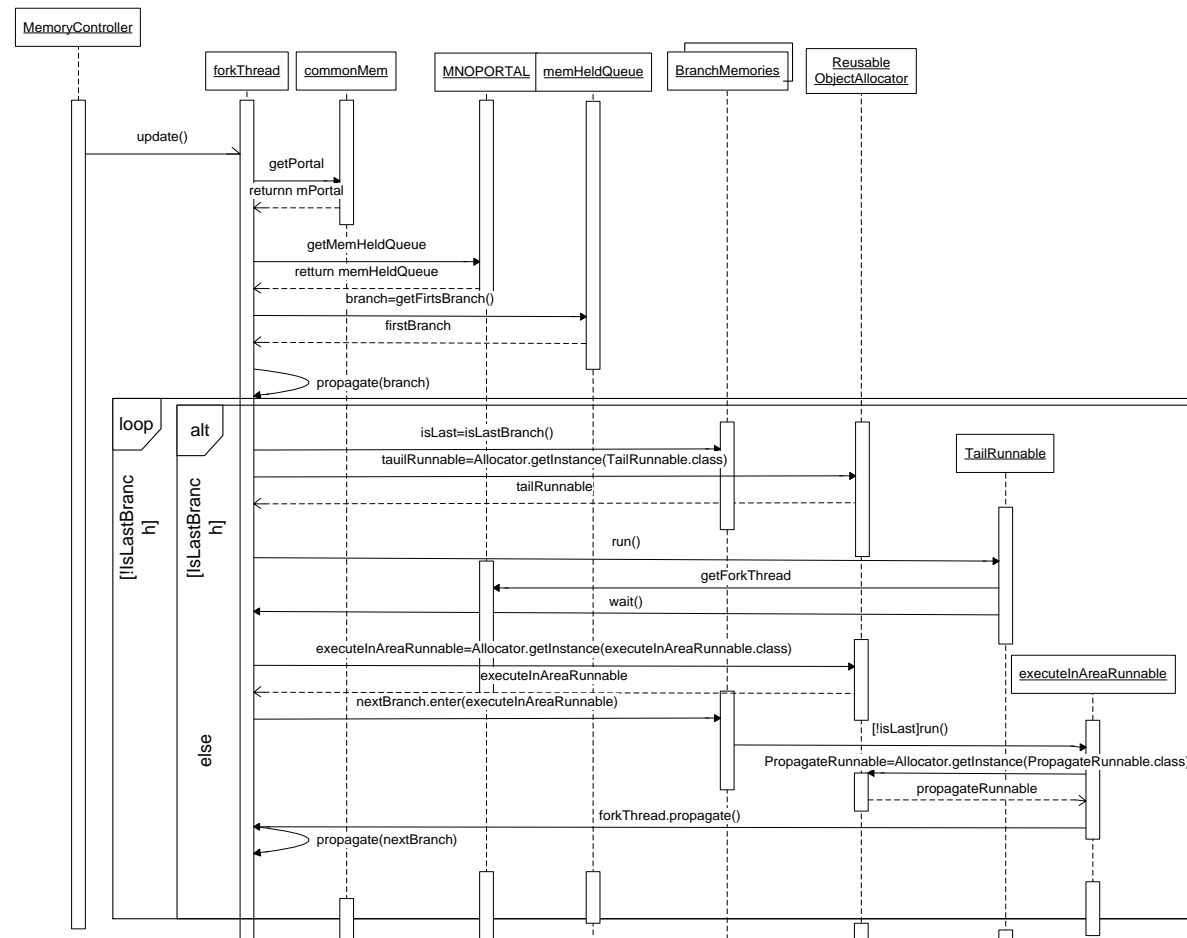 MemoryController
forkThread
commonMem
MNOPORTAL
memHeldQueue
BranchMemories
Reusable
ObjectAllocator
update()
getPortal
returnn mPortal
getMemHeldQueue
retturn memHeldQueue
branch=getFirtsBranch()
firstBranch
propagate(branch)
loop
alt
[!IsLastBranc
h]
[IsLastBranc
h]
isLast=isLastBranch()
tauilRunnable=Allocator.getInstance(TailRunnable.class)
tailRunnable
TailRunnable
run()
getForkThread
wait()
executeInAreaRunnable=Allocator.getInstance(executeInAreaRunnable.class)
executeInAreaRunnable
executeInAreaRunnable
nextBranch.enter(executeInAreaRunnable)
else
[!isLast]run()
PropagateRunnable=Allocator.getInstance(PropagateRunnable.class)
propagateRunnable
forkThread.propagate()
propagate(nextBranch)